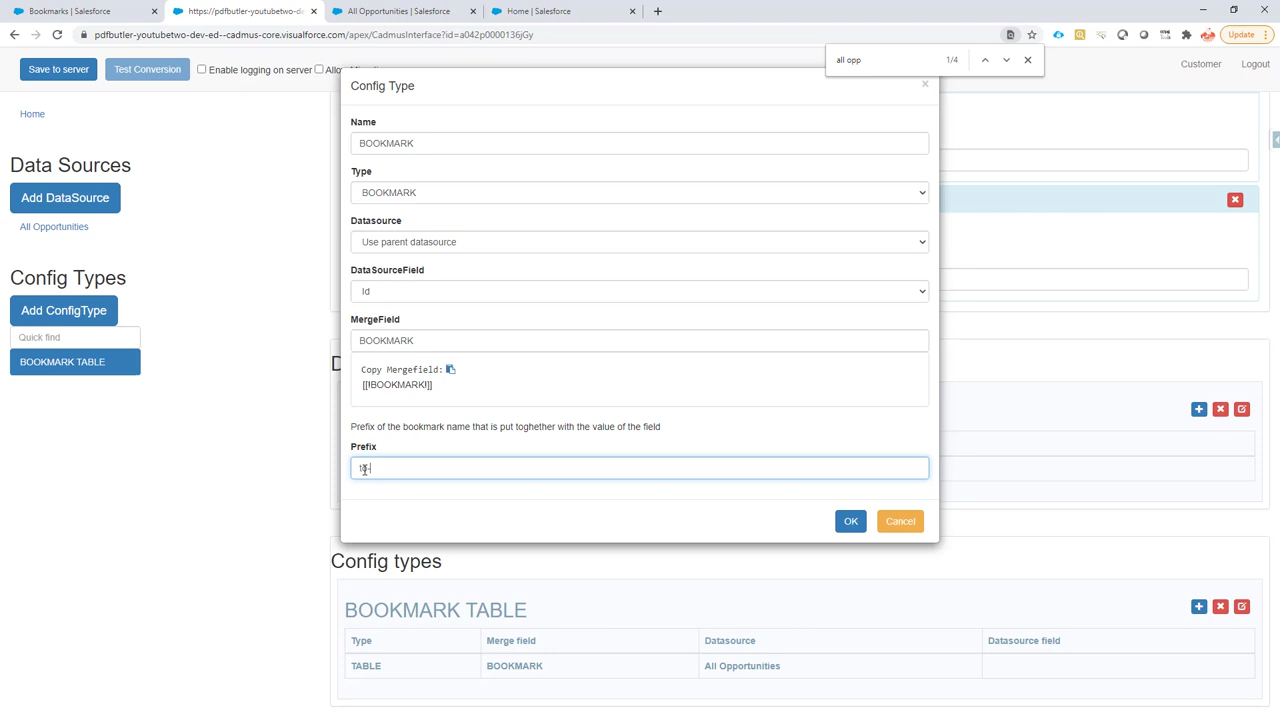 Bookmarks | Salesforce
https://pdfbutler-youtubetwo-de
All Opportunities | Salesforce
Home | Salesforce
pdfbutler-youtubetwo-dev-ed--cadmus-core.visualforce.com/apex/CadmusInterface?id=a042p0000136jGy
Update
all opp
1/4
Save to server
Test Conversion
Enable logging on server
Customer
Logout
Home
Data Sources
Add DataSource
All Opportunities
Config Types
Add ConfigType
Quick find
BOOKMARK TABLE
Config Type
Name
BOOKMARK
Type
BOOKMARK
Datasource
Use parent datasource
DataSourceField
Id
MergeField
BOOKMARK
Copy Mergefield:
[[!BOOKMARK!]]
Prefix of the bookmark name that is put toghether with the value of the field
Prefix
OK
Cancel
Config types
BOOKMARK TABLE
Type Merge field Datasource Datasource field
TABLE BOOKMARK All Opportunities